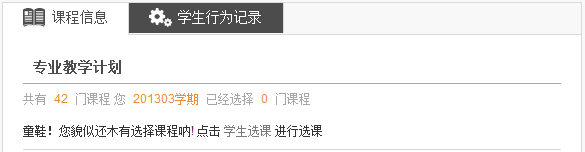 课程信息 学生行为记录
专业教学计划
共有 42 门课程 您 201303学期 已经选择 0 门课程
童鞋！您貌似还木有选择课程呐! 点击 学生选课 进行选课